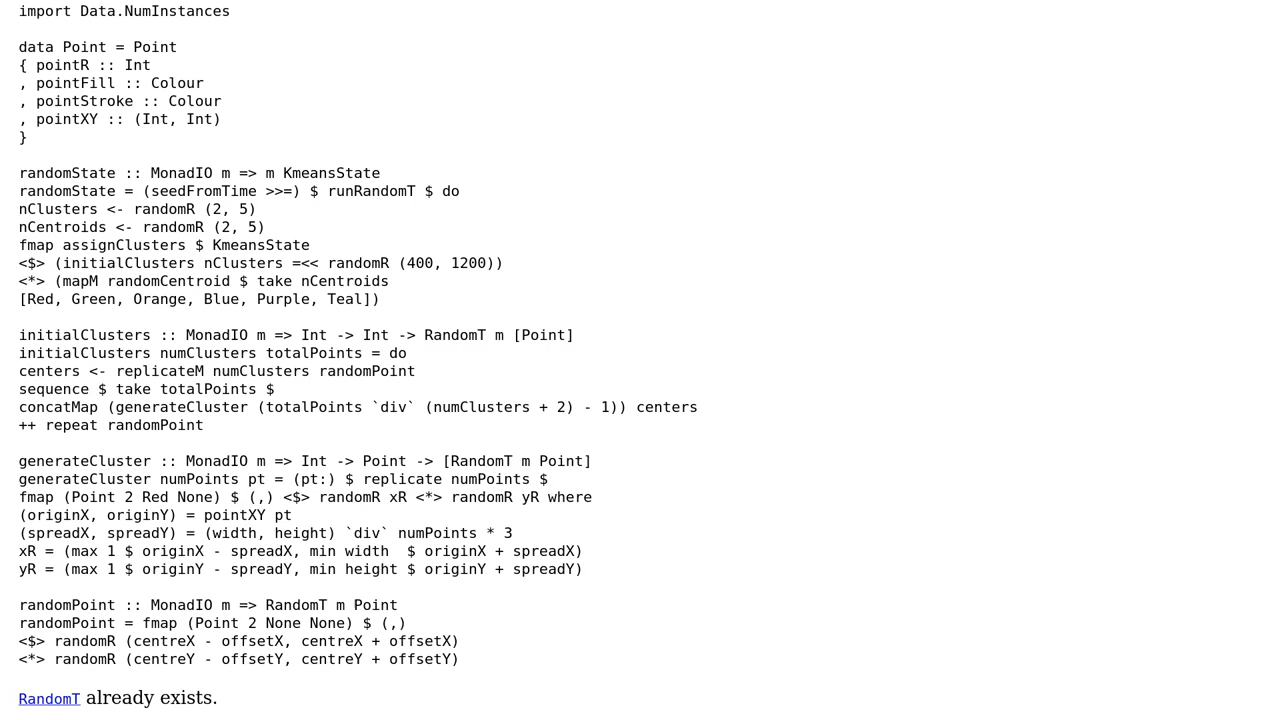 import Data.NumInstances

data Point = Point
{ pointR :: Int
, pointFill :: Colour
, pointStroke :: Colour
, pointXY :: (Int, Int)
}

randomState :: MonadIO m => m KmeansState
randomState = (seedFromTime >>=) $ runRandomT $ do
nClusters <- randomR (2, 5)
nCentroids <- randomR (2, 5)
fmap assignClusters $ KmeansState
<$> (initialClusters nClusters =<< randomR (400, 1200))
<*> (mapM randomCentroid $ take nCentroids
[Red, Green, Orange, Blue, Purple, Teal])

initialClusters :: MonadIO m => Int -> Int -> RandomT m [Point]
initialClusters numClusters totalPoints = do
centers <- replicateM numClusters randomPoint
sequence $ take totalPoints $
concatMap (generateCluster (totalPoints `div` (numClusters + 2) - 1)) centers
++ repeat randomPoint

generateCluster :: MonadIO m => Int -> Point -> [RandomT m Point]
generateCluster numPoints pt = (pt:) $ replicate numPoints $
fmap (Point 2 Red None) $ (,) <$> randomR xR <*> randomR yR where
(originX, originY) = pointXY pt
(spreadX, spreadY) = (width, height) `div` numPoints * 3
xR = (max 1 $ originX - spreadX, min width  $ originX + spreadX)
yR = (max 1 $ originY - spreadY, min height $ originY + spreadY)

randomPoint :: MonadIO m => RandomT m Point
randomPoint = fmap (Point 2 None None) $ (,)
<$> randomR (centreX - offsetX, centreX + offsetX)
<*> randomR (centreY - offsetY, centreY + offsetY)

RandomT already exists.